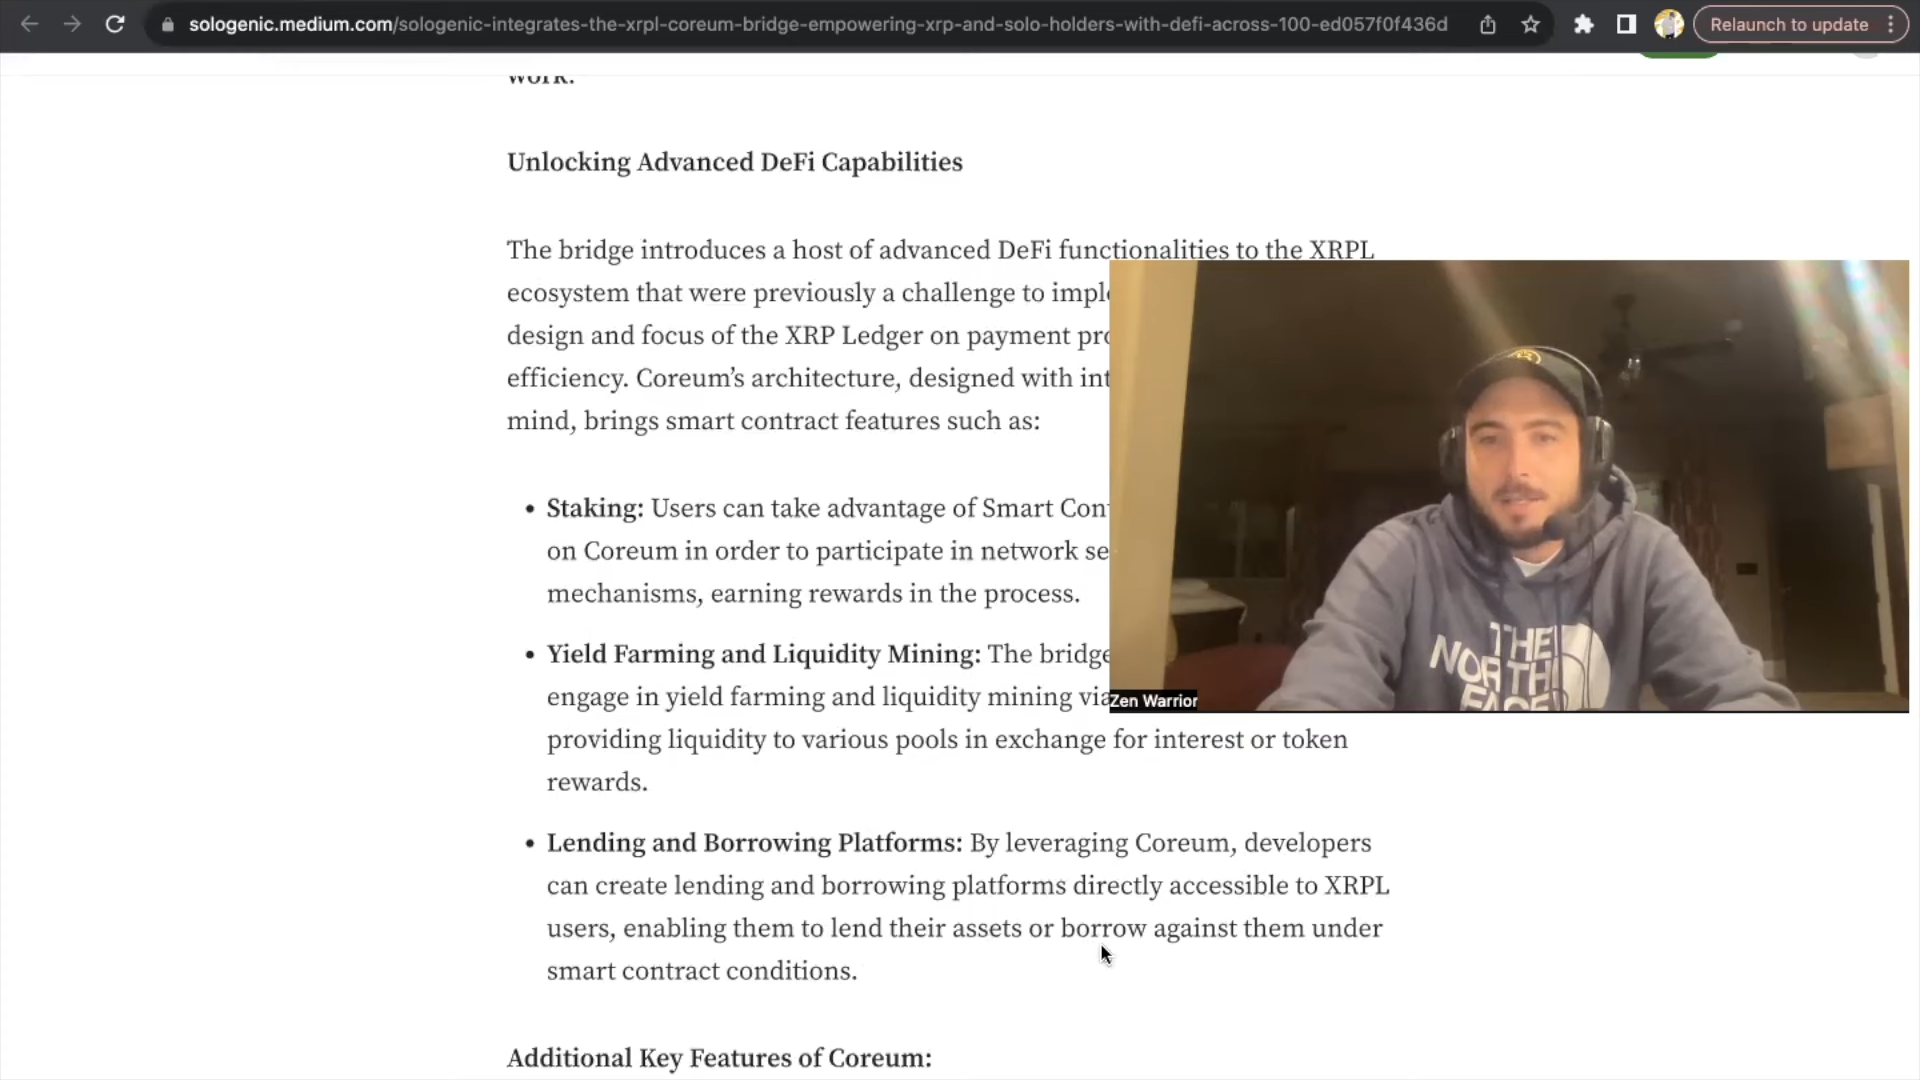 sologenic.medium.com/sologenic-integrates-the-xrpl-coreum-bridge-empowering-xrp-and-solo-holders-with-defi-across-100-ed057f0f436d
Relaunch to update
work.
Unlocking Advanced DeFi Capabilities
The bridge introduces a host of advanced DeFi functionalities to the XRPL
ecosystem that were previously a challenge to
design and focus of the XRP Ledger on payment
efficiency. Coreum’s architecture, designed with
mind, brings smart contract features such as:
• Staking: Users can take advantage of Smart
on Coreum in order to participate in network
mechanisms, earning rewards in the process.
• Yield Farming and Liquidity Mining: The bridge
engage in yield farming and liquidity mining via
providing liquidity to various pools in exchange for interest or token
rewards.
• Lending and Borrowing Platforms: By leveraging Coreum, developers
can create lending and borrowing platforms directly accessible to XRPL
users, enabling them to lend their assets or borrow against them under
smart contract conditions.
Additional Key Features of Coreum:
THE
NORTH
FACE
Zen Warrior